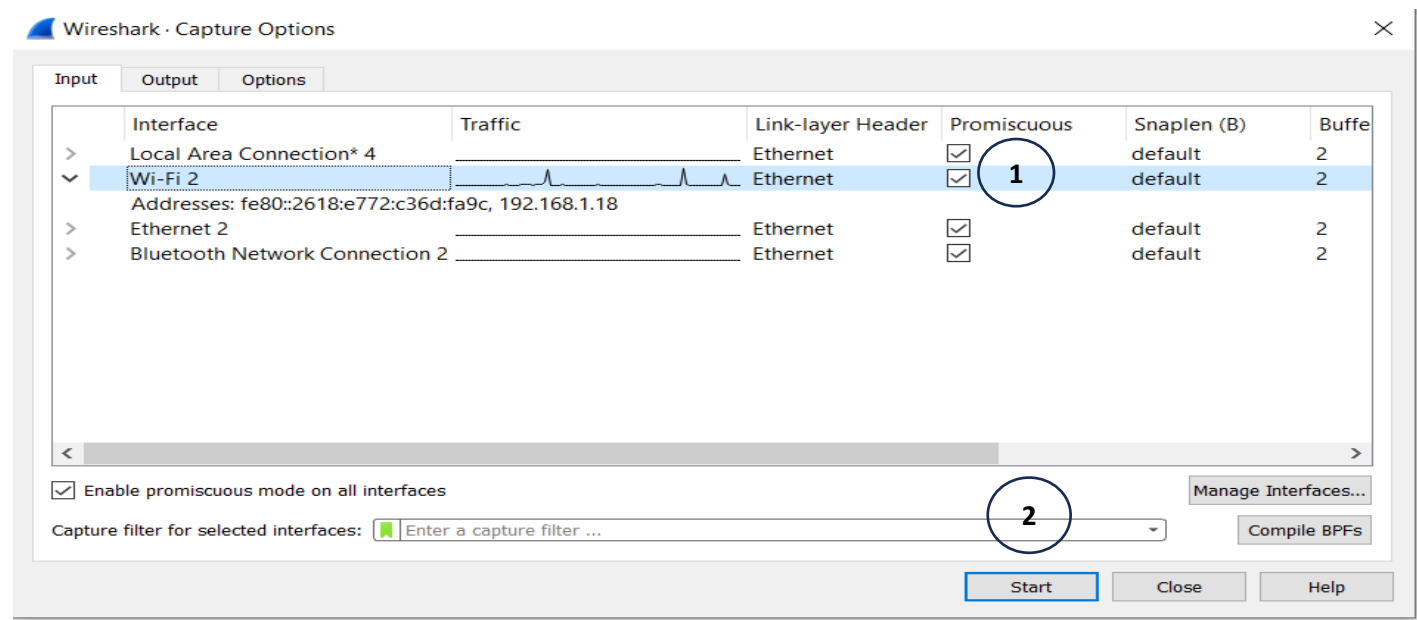 Wireshark · Capture Options
Input Output Options
Interface Traffic Link-layer Header Promiscuous Snaplen (B) Buffe
Local Area Connection* 4 Ethernet default 2
Wi-Fi 2 Ethernet 1 default 2
Addresses: fe80::2618:e772:c36d:fa9c, 192.168.1.18
Ethernet 2 Ethernet default 2
Bluetooth Network Connection 2 Ethernet default 2
Enable promiscuous mode on all interfaces Manage Interfaces...
Capture filter for selected interfaces: Enter a capture filter ... 2 Compile BPFs
Start Close Help